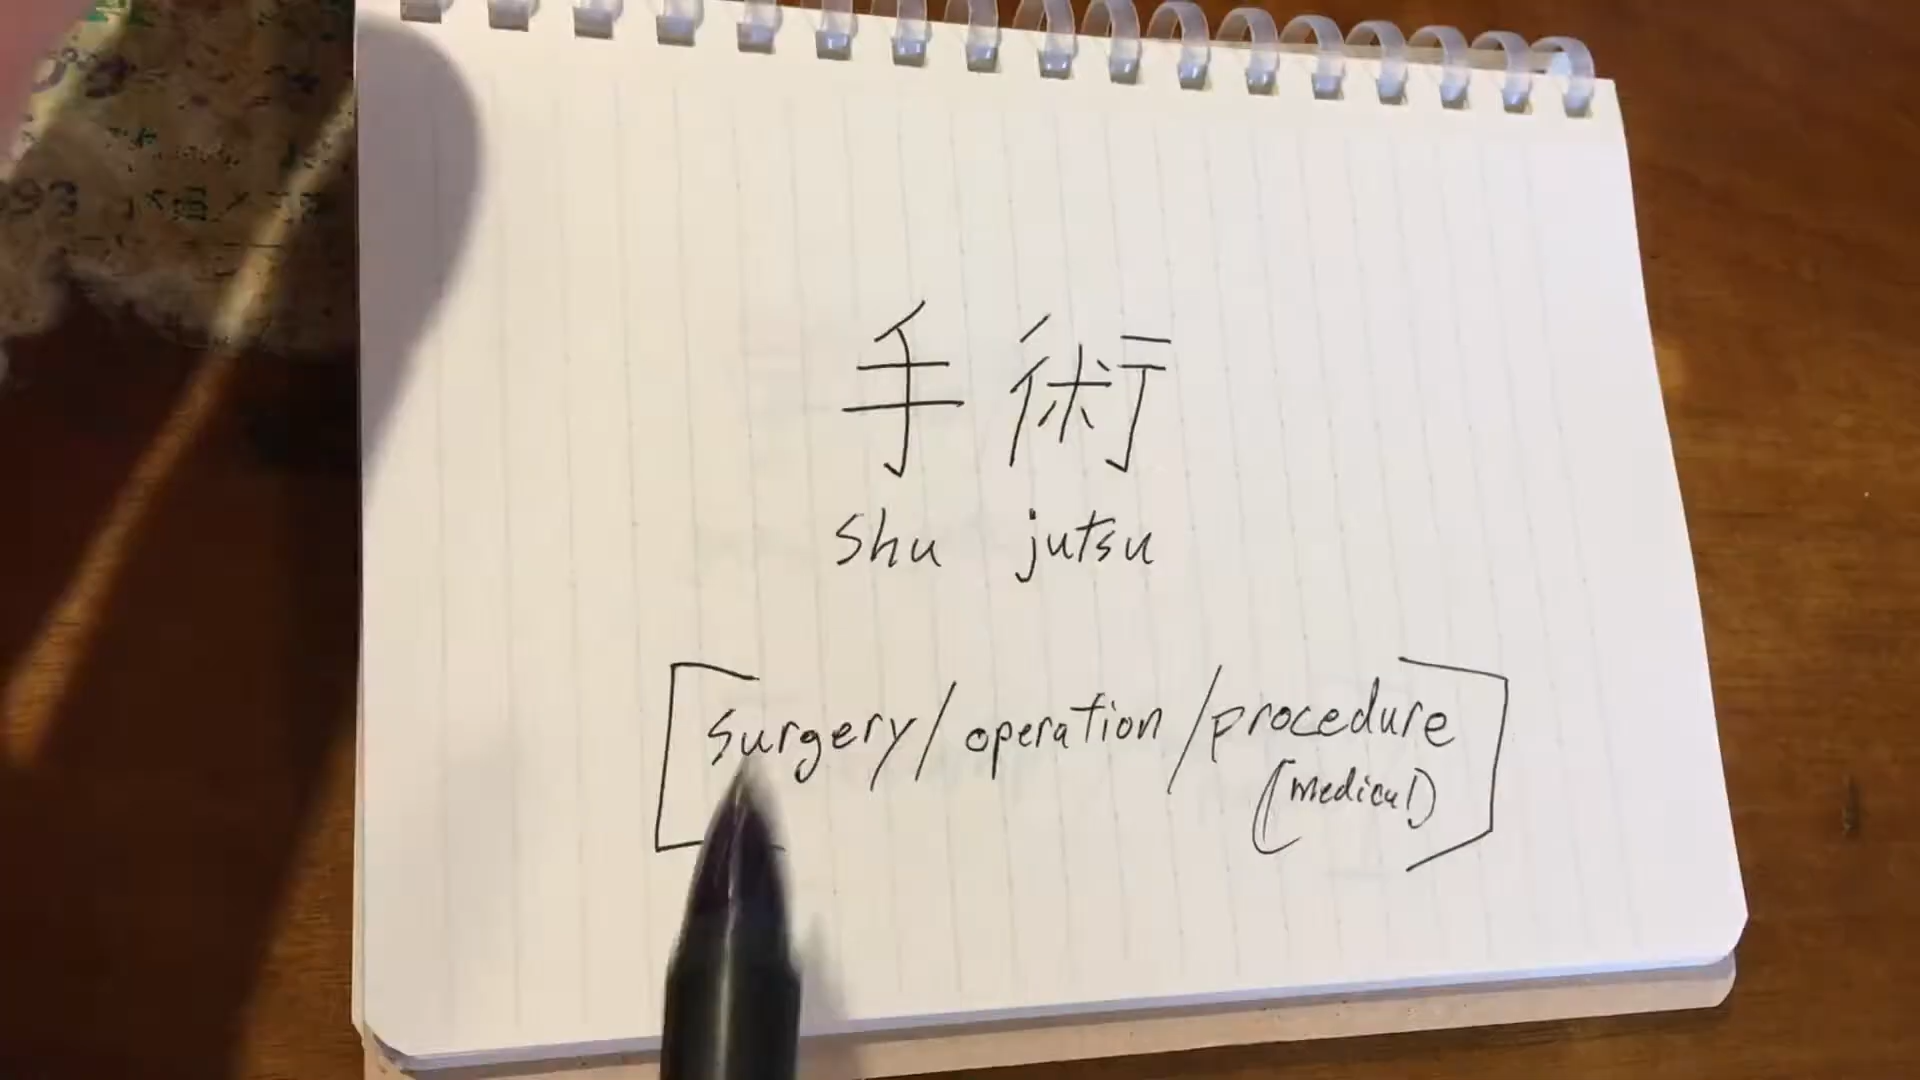 手術
shu jutsu
surgery/operation/procedure
(medical)